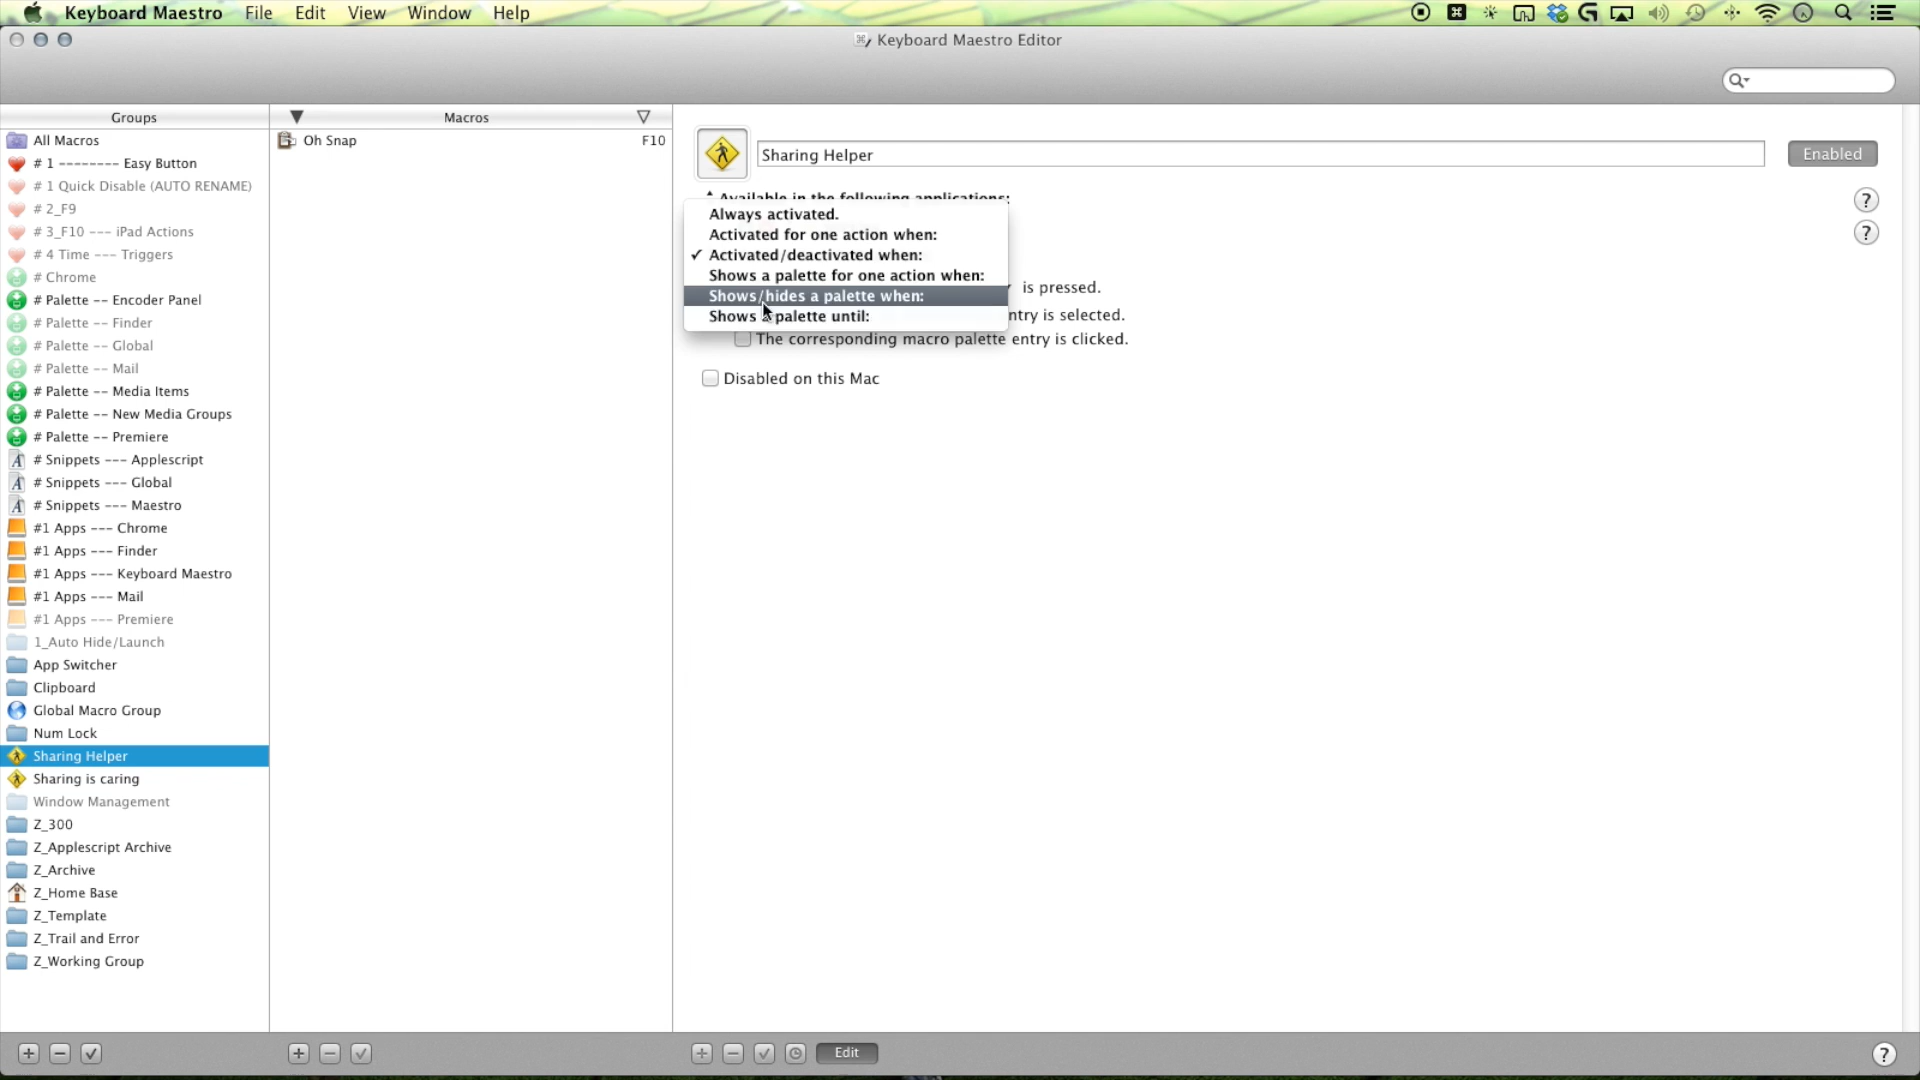 Keyboard Maestro File Edit View Window Help
Keyboard Maestro Editor
Groups
All Macros
# 1 -------- Easy Button
# 1 Quick Disable (AUTO RENAME)
# 2_F9
# 3_F10 --- iPad Actions
# 4 Time --- Triggers
# Chrome
# Palette -- Encoder Panel
# Palette -- Finder
# Palette -- Global
# Palette -- Mail
# Palette -- Media Items
# Palette -- New Media Groups
# Palette -- Premiere
# Snippets --- Applescript
# Snippets --- Global
# Snippets --- Maestro
#1 Apps --- Chrome
#1 Apps --- Finder
#1 Apps --- Keyboard Maestro
#1 Apps --- Mail
#1 Apps --- Premiere
1_Auto Hide/Launch
App Switcher
Clipboard
Global Macro Group
Num Lock
Sharing Helper
Sharing is caring
Window Management
Z_300
Z_Applescript Archive
Z_Archive
Z_Home Base
Z_Template
Z_Trail and Error
Z_Working Group
Macros
Oh Snap F10
Sharing Helper
Enabled
Available in the following applications:
?
?
Always activated.
Activated for one action when:
✓ Activated/deactivated when:
Shows a palette for one action when:
Shows/hides a palette when:
Shows a palette until:
is pressed.
ntry is selected.
The corresponding macro palette entry is clicked.
Disabled on this Mac
Edit
?